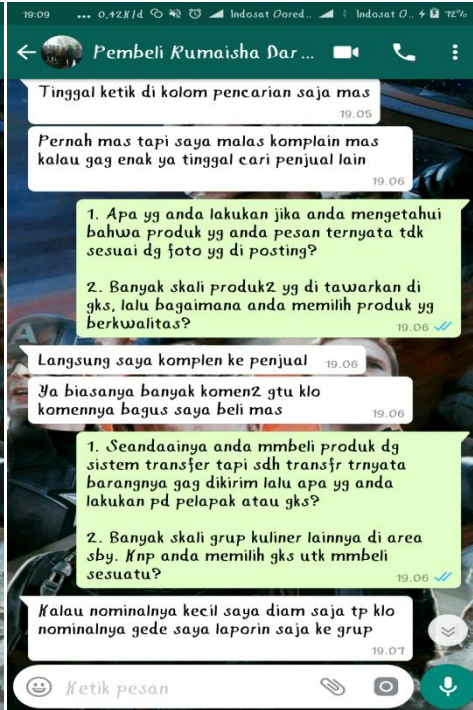 19:09 ... 0,42K/d Indosat Oored... Indosat O.. 72%
Pembeli Rumaisha Dar...
Tinggal ketik di kolom pencarian saja mas
19.05
Pernah mas tapi saya malas komplain mas
kalau gag enak ya tinggal cari penjual lain
19.06
1. Apa yg anda lakukan jika anda mengetahui
bahwa produk yg anda pesan ternyata tdk
sesuai dg foto yg di posting?
2. Banyak skali produk2 yg di tawarkan di
gks, lalu bagaimana anda memilih produk yg
berkwalitas?
19.06
Langsung saya komplen ke penjual 19.06
Ya biasanya banyak komen2 gtu klo
komennya bagus saya beli mas
19.06
1. Seandaainya anda mmbeli produk dg
sistem transfer tapi sdh transfr trnyata
barangnya gag dikirim lalu apa yg anda
lakukan pd pelapak atau gks?
2. Banyak skali grup kuliner lainnya di area
sby. Knp anda memilih gks utk mmbeli
sesuatu?
19.06
Kalau nominalnya kecil saya diam saja tp klo
nominalnya gede saya laporin saja ke grup
19.07
Ketik pesan